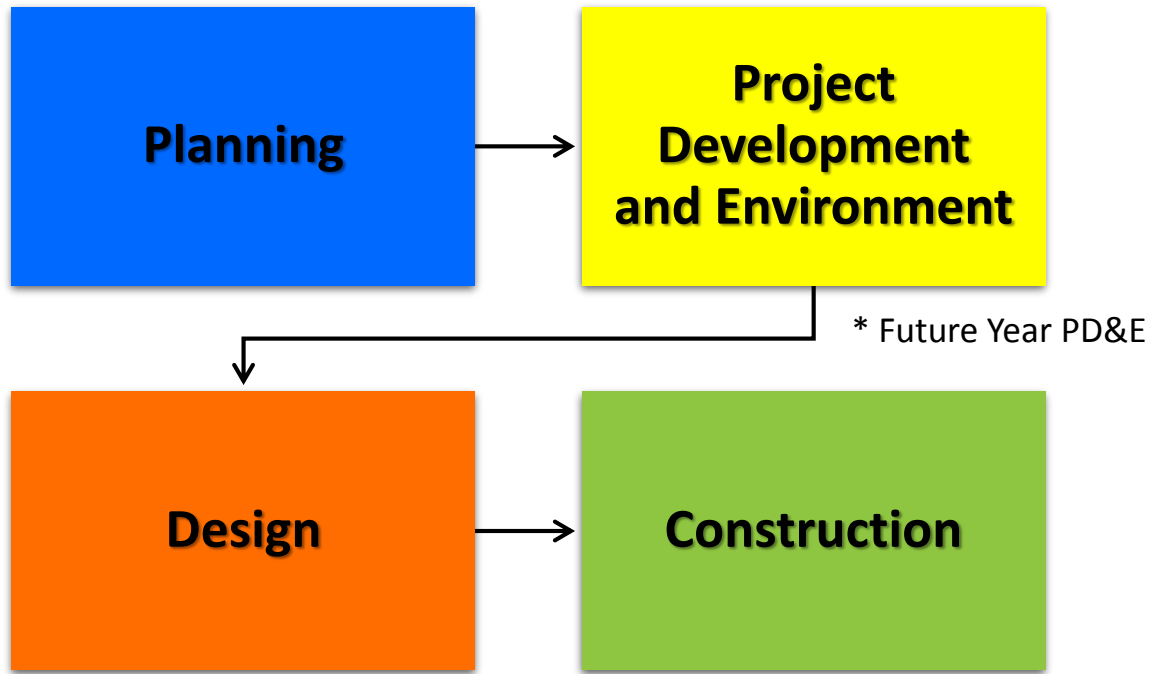 Planning
Project
Development
and Environment
* Future Year PD&E
Design
Construction